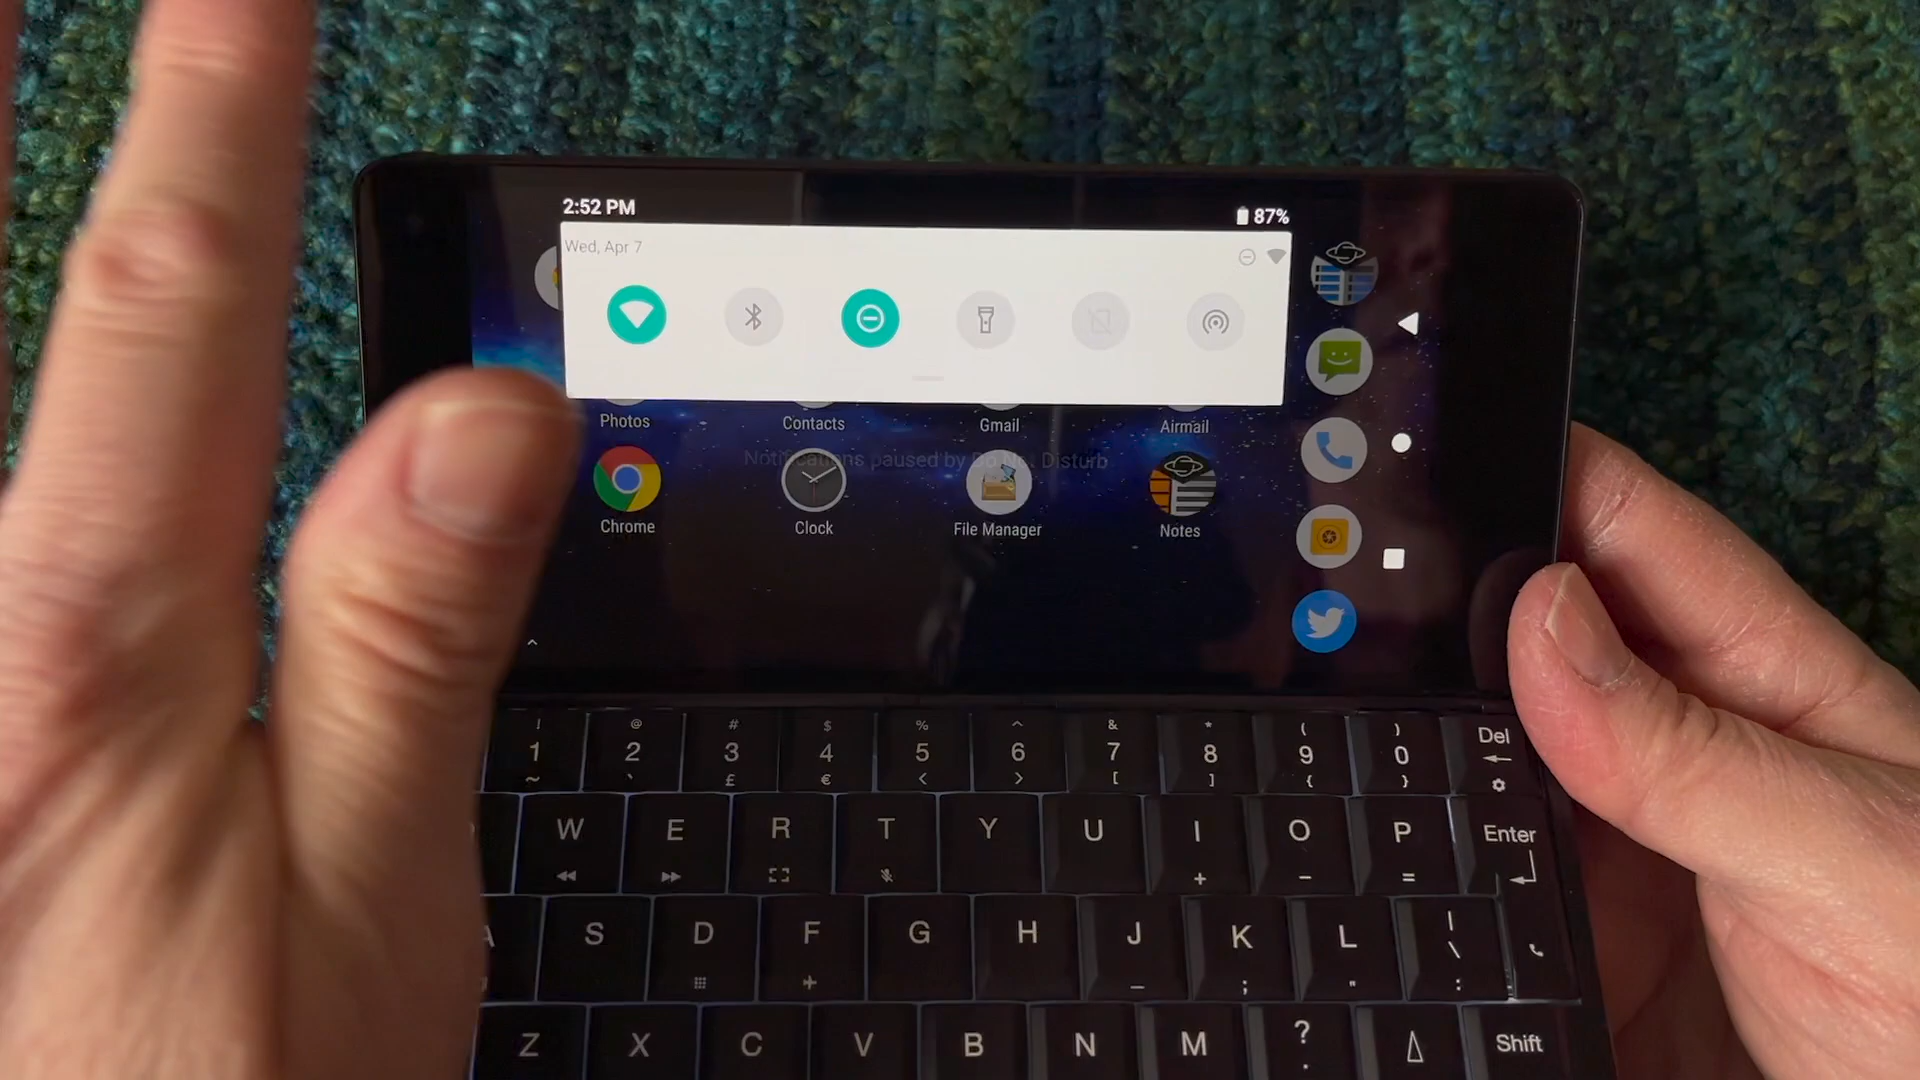 2:52 PM
87%
Wed, Apr 7
Photos
Contacts
Gmail
Airmail
Notifications paused by Do Not Disturb
Chrome
Clock
File Manager
Notes
! @ # $ % ^ & * ( )
1 2 3 4 5 6 7 8 9 0 Del
~ ` £ € < > [ ] { }
W E R T Y U I O P Enter
+ - =
A S D F G H J K L | \
_ ; " :
Z X C V B N M ? . Shift